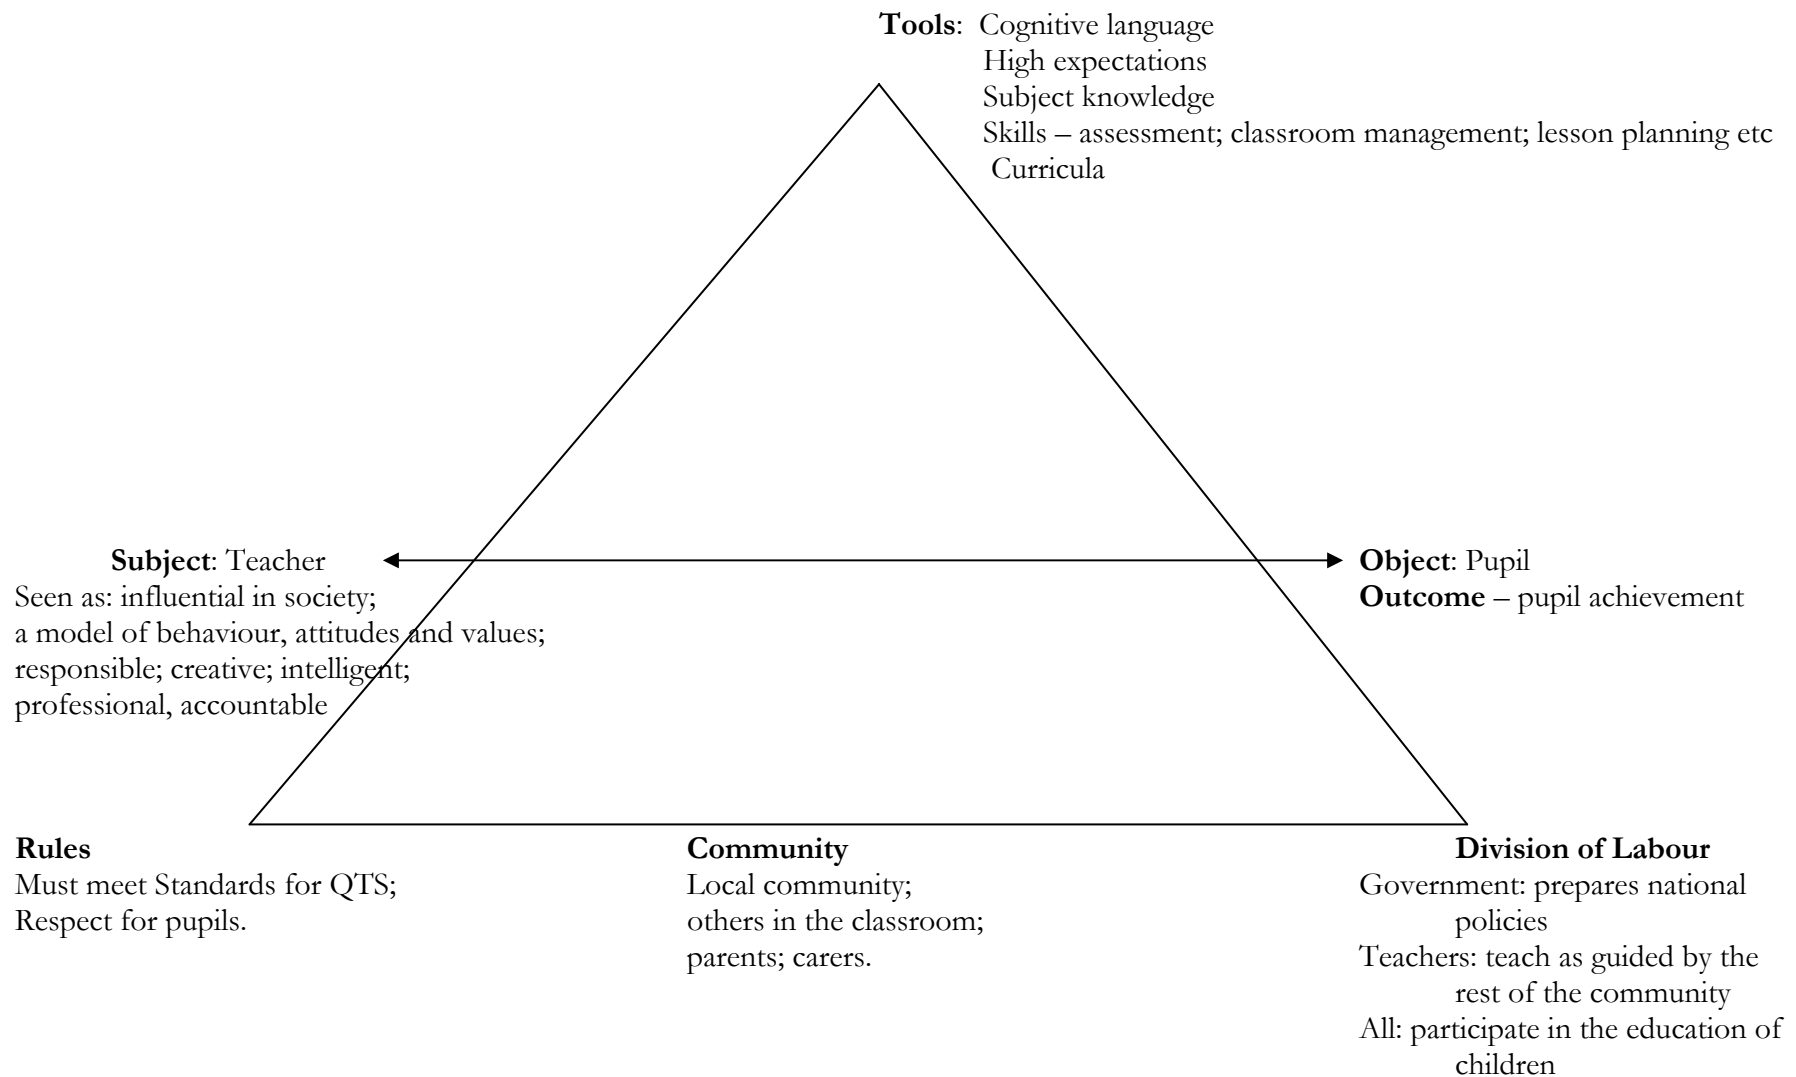 Tools: Cognitive language
High expectations
Subject knowledge
Skills – assessment; classroom management; lesson planning etc
Curricula
Subject: Teacher
Seen as: influential in society;
a model of behaviour, attitudes and values;
responsible; creative; intelligent;
professional, accountable
Object: Pupil
Outcome – pupil achievement
Rules
Must meet Standards for QTS;
Respect for pupils.
Community
Local community;
others in the classroom;
parents; carers.
Division of Labour
Government: prepares national
policies
Teachers: teach as guided by the
rest of the community
All: participate in the education of
children